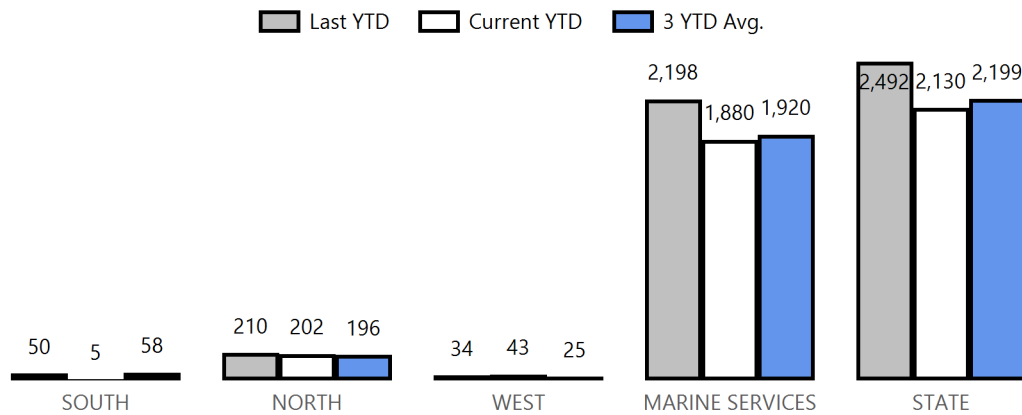 Last YTD Current YTD 3 YTD Avg.
2,198 2,492 2,130 2,199
1,880 1,920
210 202 196
50 5 58 34 43 25
SOUTH NORTH WEST MARINE SERVICES STATE